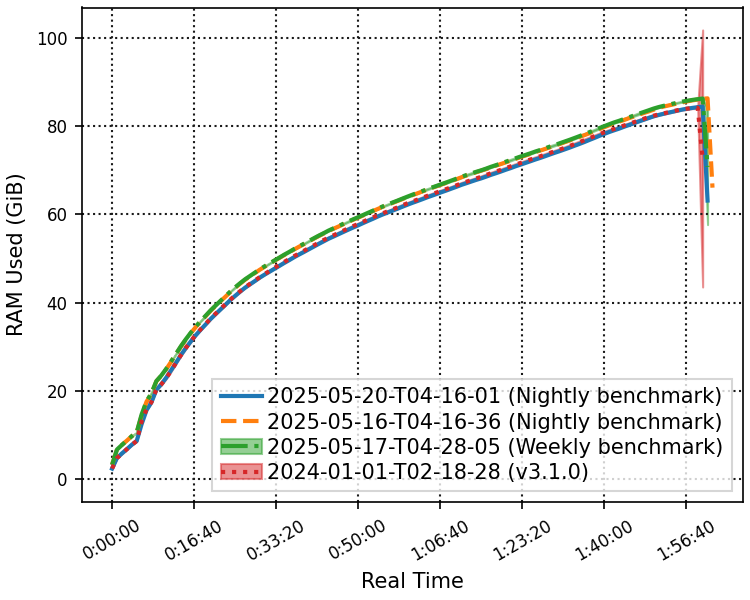 100
80
60
40
20
0
RAM Used (GiB)
2025-05-20-T04-16-01 (Nightly benchmark)
2025-05-16-T04-16-36 (Nightly benchmark)
2025-05-17-T04-28-05 (Weekly benchmark)
2024-01-01-T02-18-28 (v3.1.0)
0:00:00
0:16:40
0:33:20
0:50:00
1:06:40
1:23:20
1:40:00
1:56:40
Real Time